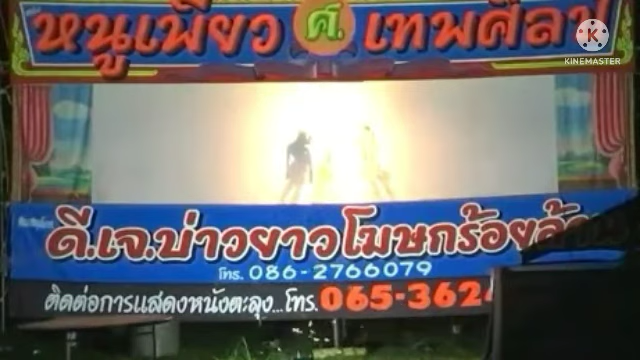 หนูเพียว ศ. เทพศิลป์
KINEMASTER
ดี.เจ.บ่าวยาวโฆษกร้อยล้าน
โทร. 086-2766079
ติดต่อการแสดงหนังตะลุง...โทร. 065-3624